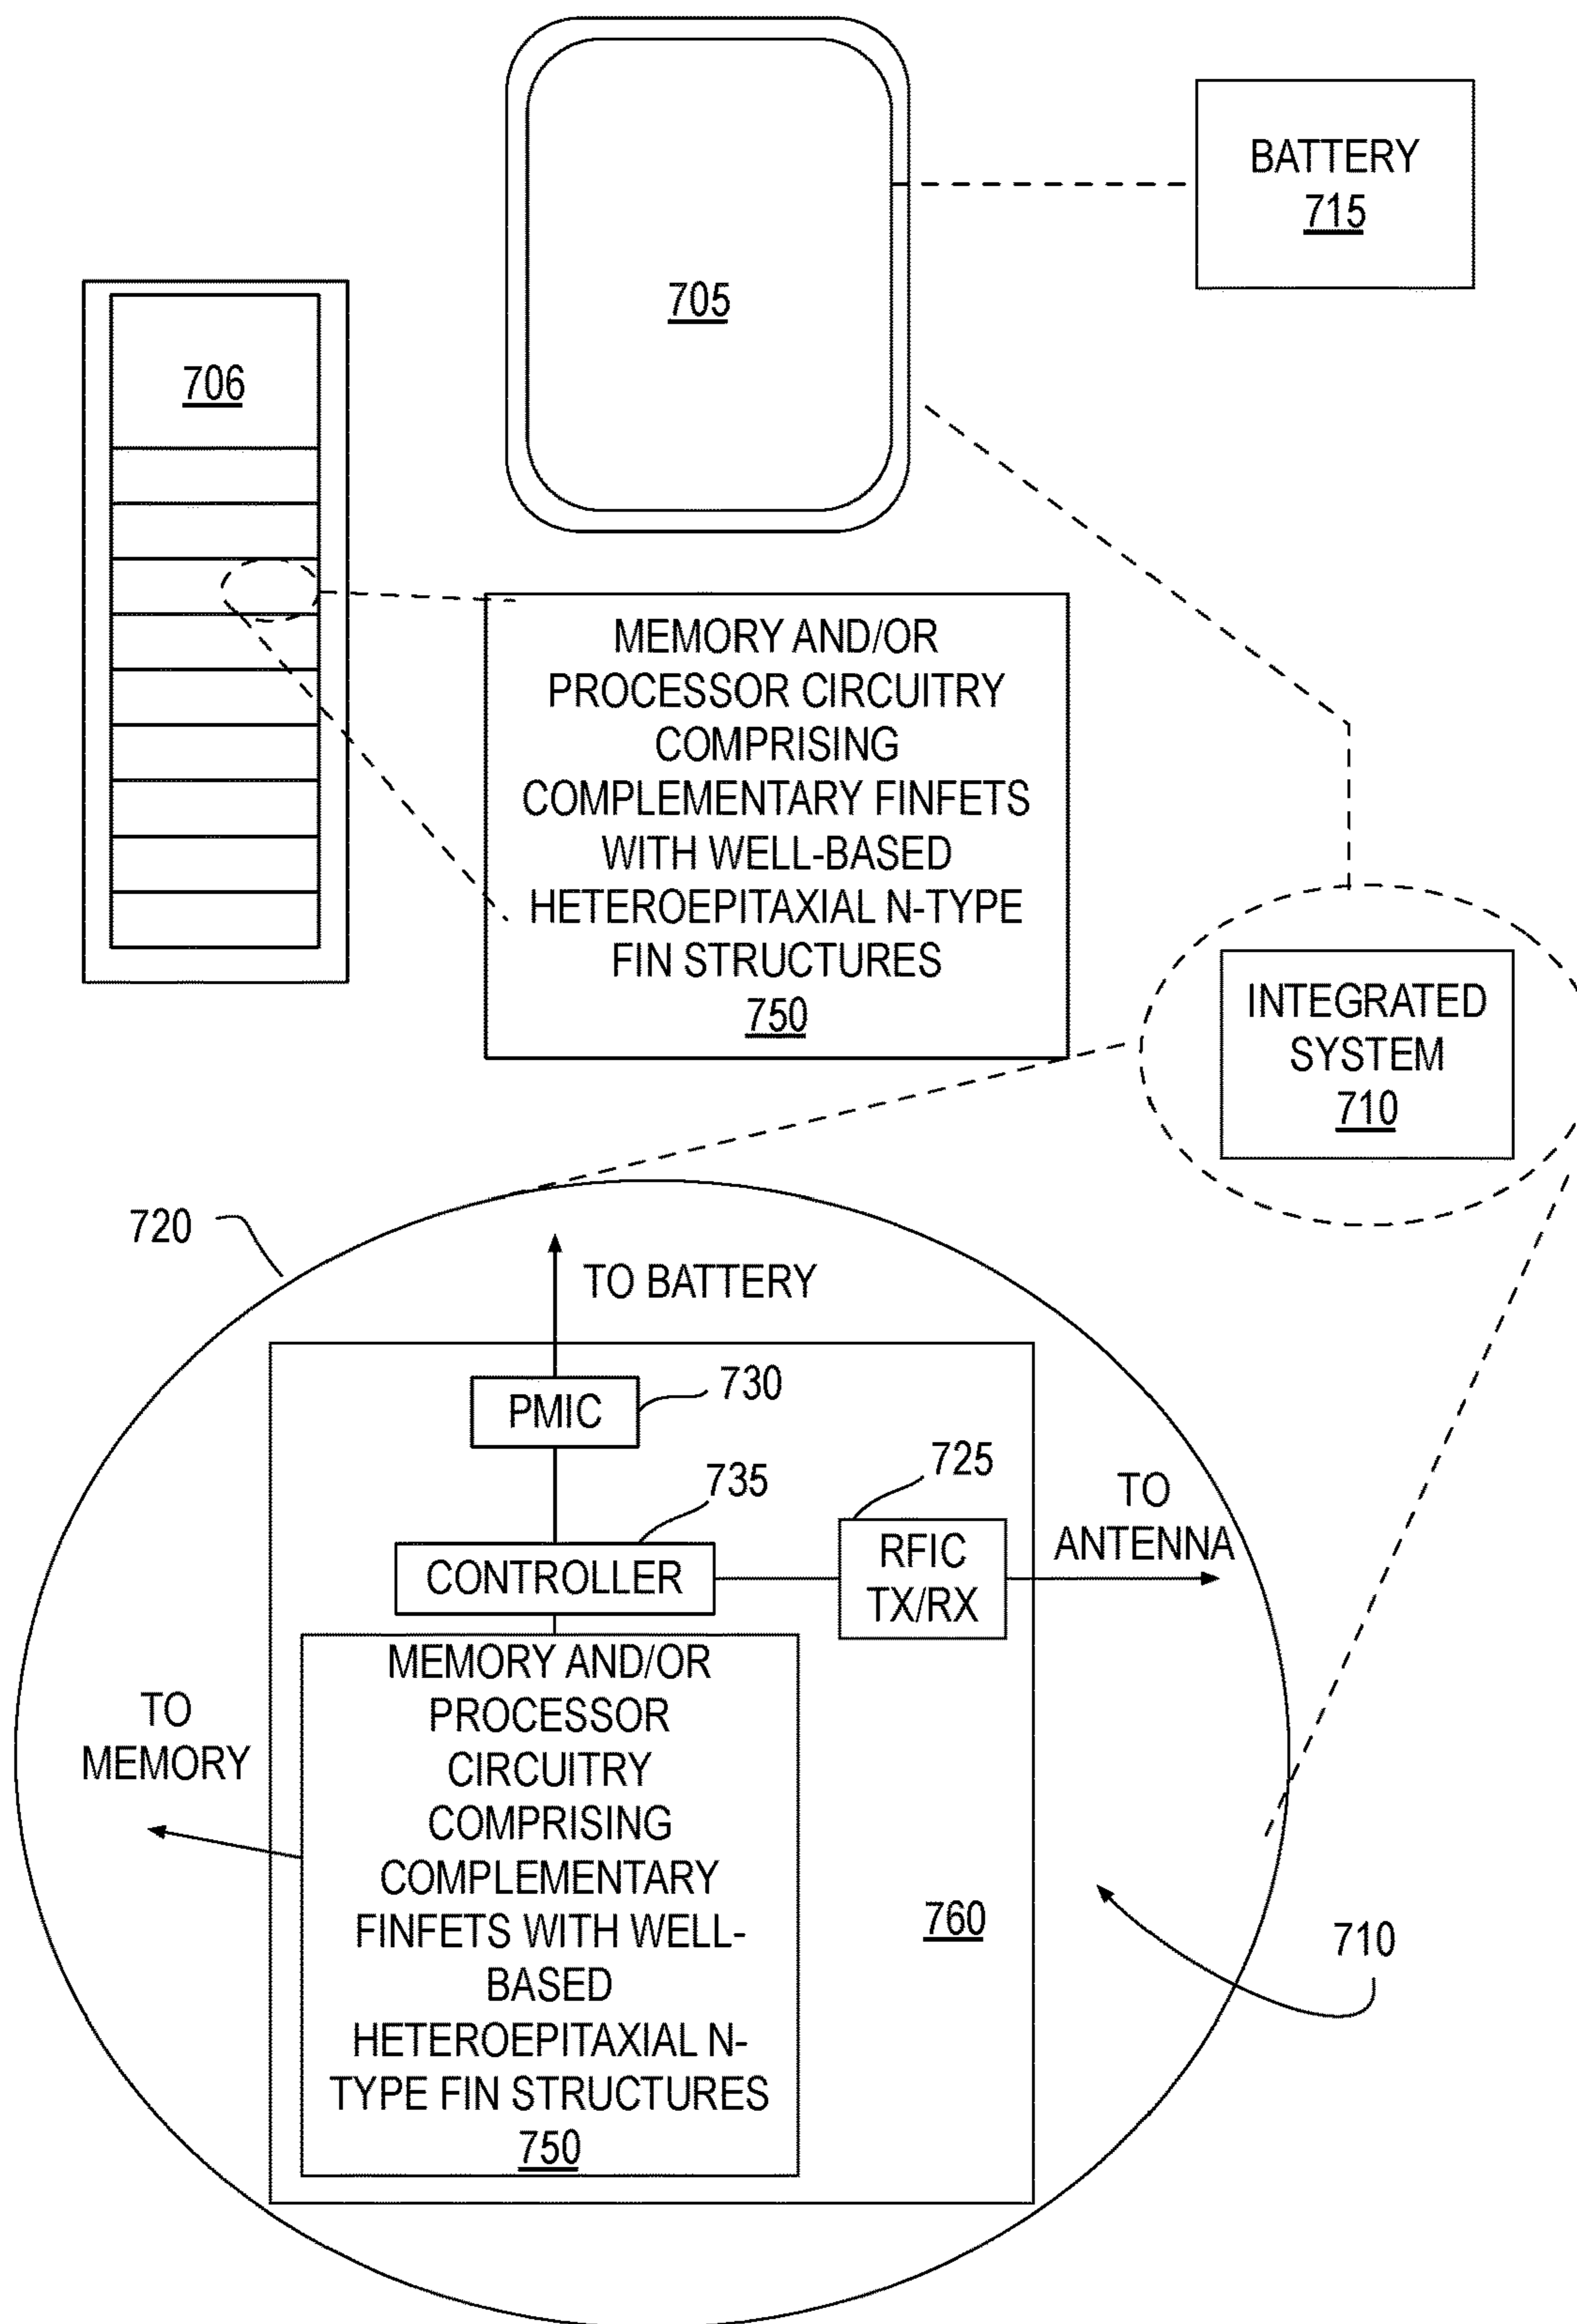 BATTERY
715
705
706
MEMORY AND/OR
PROCESSOR CIRCUITRY
COMPRISING
COMPLEMENTARY FINFETS
WITH WELL-BASED
HETEROEPITAXIAL N-TYPE
FIN STRUCTURES
750
INTEGRATED
SYSTEM
710
720
TO BATTERY
PMIC
730
735
725
CONTROLLER
RFIC
TX/RX
TO
ANTENNA
TO
MEMORY
MEMORY AND/OR
PROCESSOR
CIRCUITRY
COMPRISING
COMPLEMENTARY
FINFETS WITH WELL-
BASED
HETEROEPITAXIAL N-
TYPE FIN STRUCTURES
750
760
710